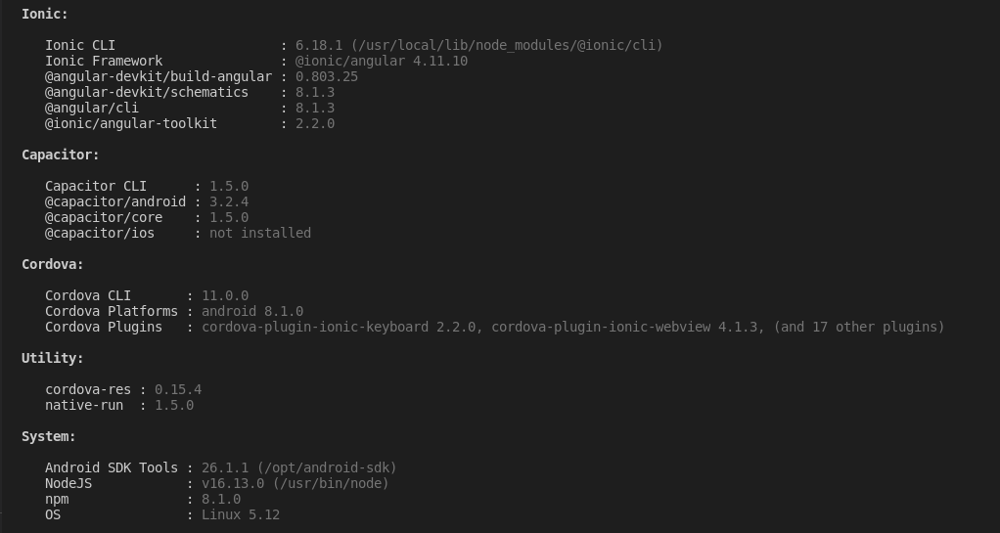 Ionic:
Ionic CLI : 6.18.1 (/usr/local/lib/node_modules/@ionic/cli)
Ionic Framework : @ionic/angular 4.11.10
@angular-devkit/build-angular : 0.803.25
@angular-devkit/schematics : 8.1.3
@angular/cli : 8.1.3
@ionic/angular-toolkit : 2.2.0
Capacitor:
Capacitor CLI : 1.5.0
@capacitor/android : 3.2.4
@capacitor/core : 1.5.0
@capacitor/ios : not installed
Cordova:
Cordova CLI : 11.0.0
Cordova Platforms : android 8.1.0
Cordova Plugins : cordova-plugin-ionic-keyboard 2.2.0, cordova-plugin-ionic-webview 4.1.3, (and 17 other plugins)
Utility:
cordova-res : 0.15.4
native-run : 1.5.0
System:
Android SDK Tools : 26.1.1 (/opt/android-sdk)
NodeJS : v16.13.0 (/usr/bin/node)
npm : 8.1.0
OS : Linux 5.12